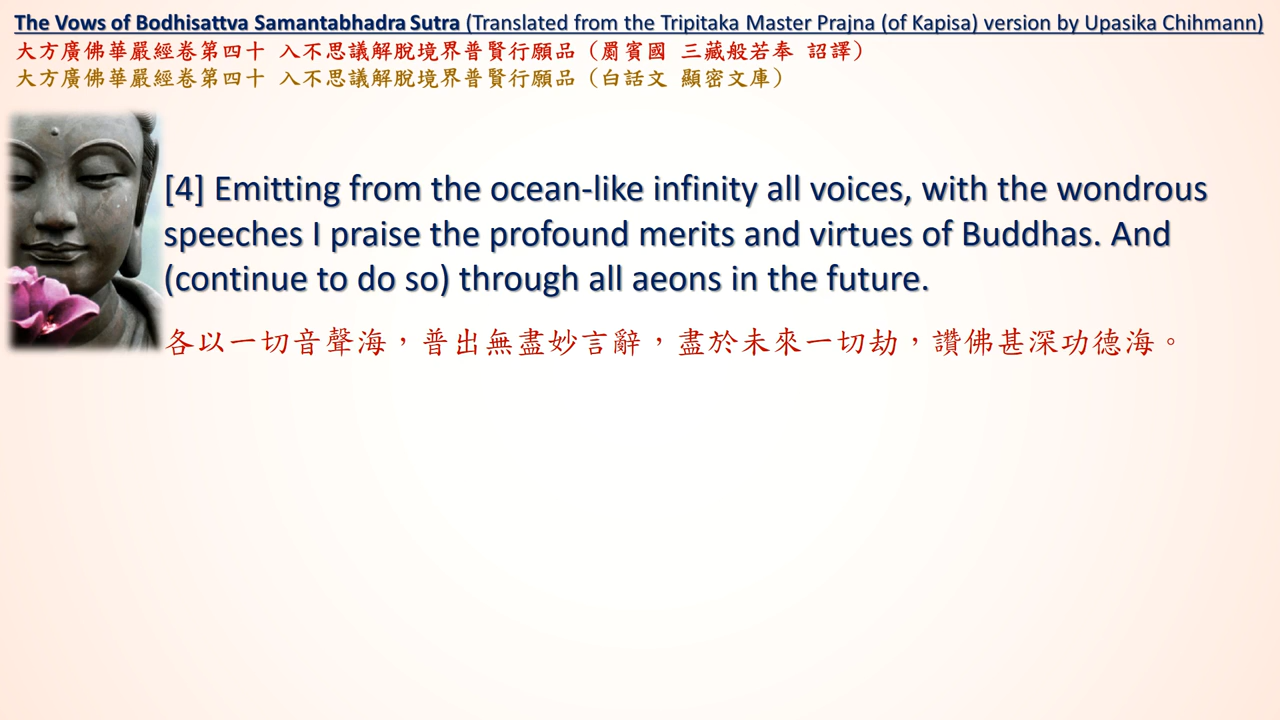 The Vows of Bodhisattva Samantabhadra Sutra (Translated from the Tripitaka Master Prajna (of Kapisa) version by Upasika Chihmann)
大方廣佛華嚴經卷第四十 入不思議解脫境界普賢行願品（罽賓國 三藏般若奉 詔譯）
大方廣佛華嚴經卷第四十 入不思議解脫境界普賢行願品（白話文 顯密文庫）
[4] Emitting from the ocean-like infinity all voices, with the wondrous
speeches I praise the profound merits and virtues of Buddhas. And
(continue to do so) through all aeons in the future.
各以一切音聲海，普出無盡妙言辭，盡於未來一切劫，讚佛甚深功德海。